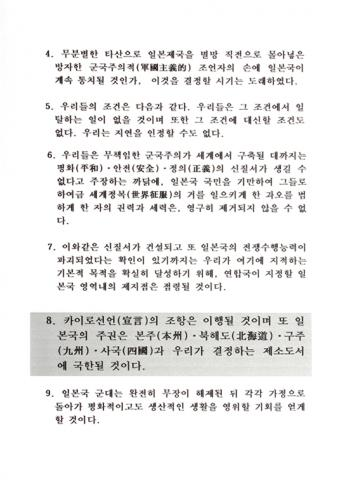 4. 무분별한 타산으로 일본제국을 멸망 직전으로 몰아넣은
방자한 군국주의적(軍國主義的) 조언자의 손에 일본국이
계속 통치될 것인가, 이것을 결정할 시기는 도래하였다.
5. 우리들의 조건은 다음과 같다. 우리들은 그 조건에서 일
탈하는 일이 없을 것이며 또한 그 조건에 대신할 조건도
없다. 우리는 지연을 인정할 수도 없다.
6. 우리들은 무책임한 군국주의가 세계에서 구축될 대까지는
평화(平和)·안전(安全)·정의(正義)의 신질서가 생길 수
없다고 주장하는 까닭에, 일본국 국민을 기만하여 그들로
하여금 세계정복(世界征服)의 거를 일으키게 한 과오를 범
하게 한 자의 권력과 세력은, 영구히 제거되지 않을 수 없
다.
7. 이와같은 신질서가 건설되고 또 일본국의 전쟁수행능력이
파괴되었다는 확인이 있기까지는 우리가 여기에 지적하는
기본적 목적을 확실히 달성하기 위해, 연합국이 지정할 일
본국 영역내의 제지점은 점령될 것이다.
8. 카이로선언(宣言)의 조항은 이행될 것이며 또 일
본국의 주권은 본주(本州)·북해도(北海道)·구주
(九州)·사국(四國)과 우리가 결정하는 제소도서
에 국한될 것이다.
9. 일본국 군대는 완전히 무장이 해제된 뒤 각각 가정으로
돌아가 평화적이고도 생산적인 생활을 영위할 기회를 얻게
할 것이다.